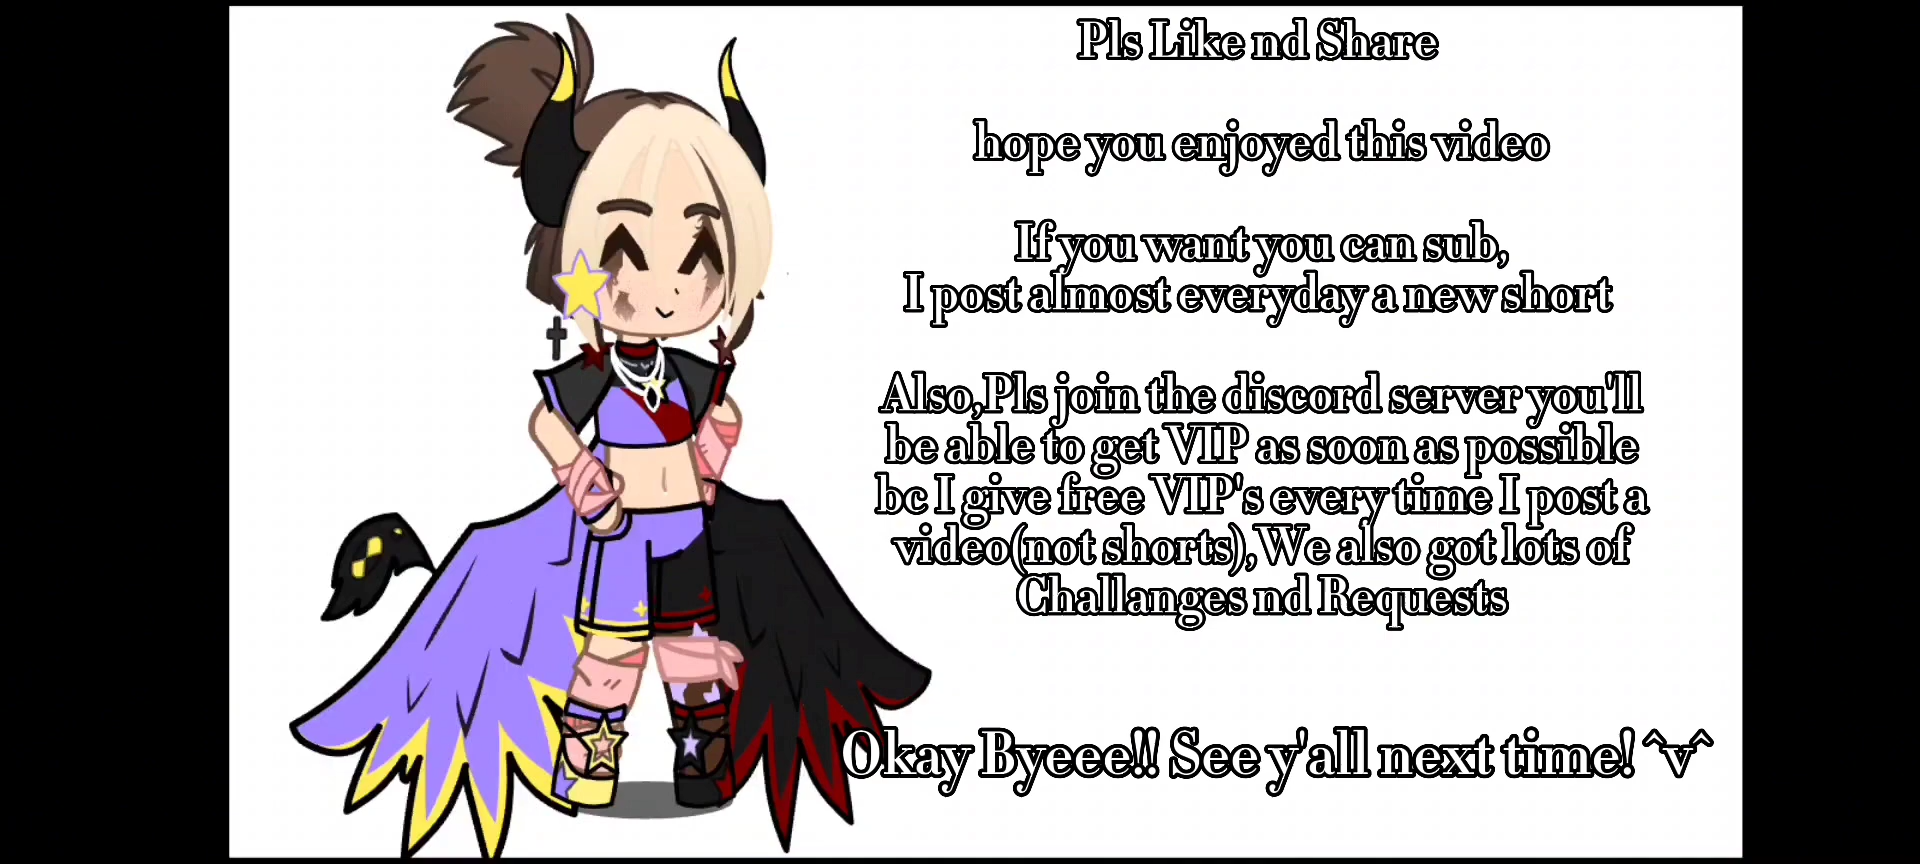 Pls Like nd Share
hope you enjoyed this video
If you want you can sub,
I post almost everyday a new short
Also,Pls join the discord server you'll
be able to get VIP as soon as possible
bc I give free VIP's every time I post a
video(not shorts),We also got lots of
Challanges nd Requests
Okay Byeee!! See y'all next time! ^v^